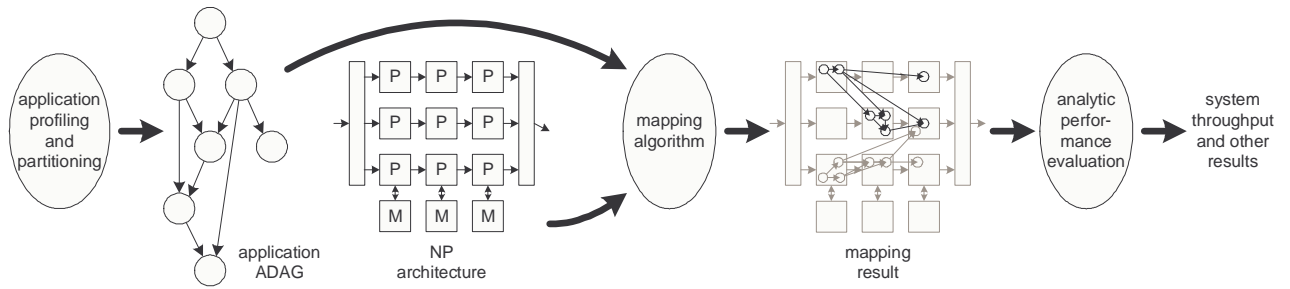 application
profiling
and
partitioning
application
ADAG
P P P
P P P
P P P
M M M
NP
architecture
mapping
algorithm
mapping
result
analytic
perfor-
mance
evaluation
system
throughput
and other
results